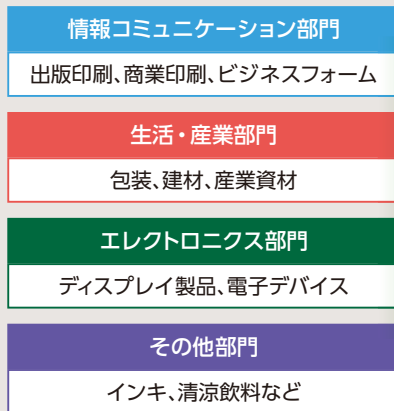 情報コミュニケーション部門
出版印刷、商業印刷、ビジネスフォーム
生活・産業部門
包装、建材、産業資材
エレクトロニクス部門
ディスプレイ製品、電子デバイス
その他部門
インキ、清涼飲料など